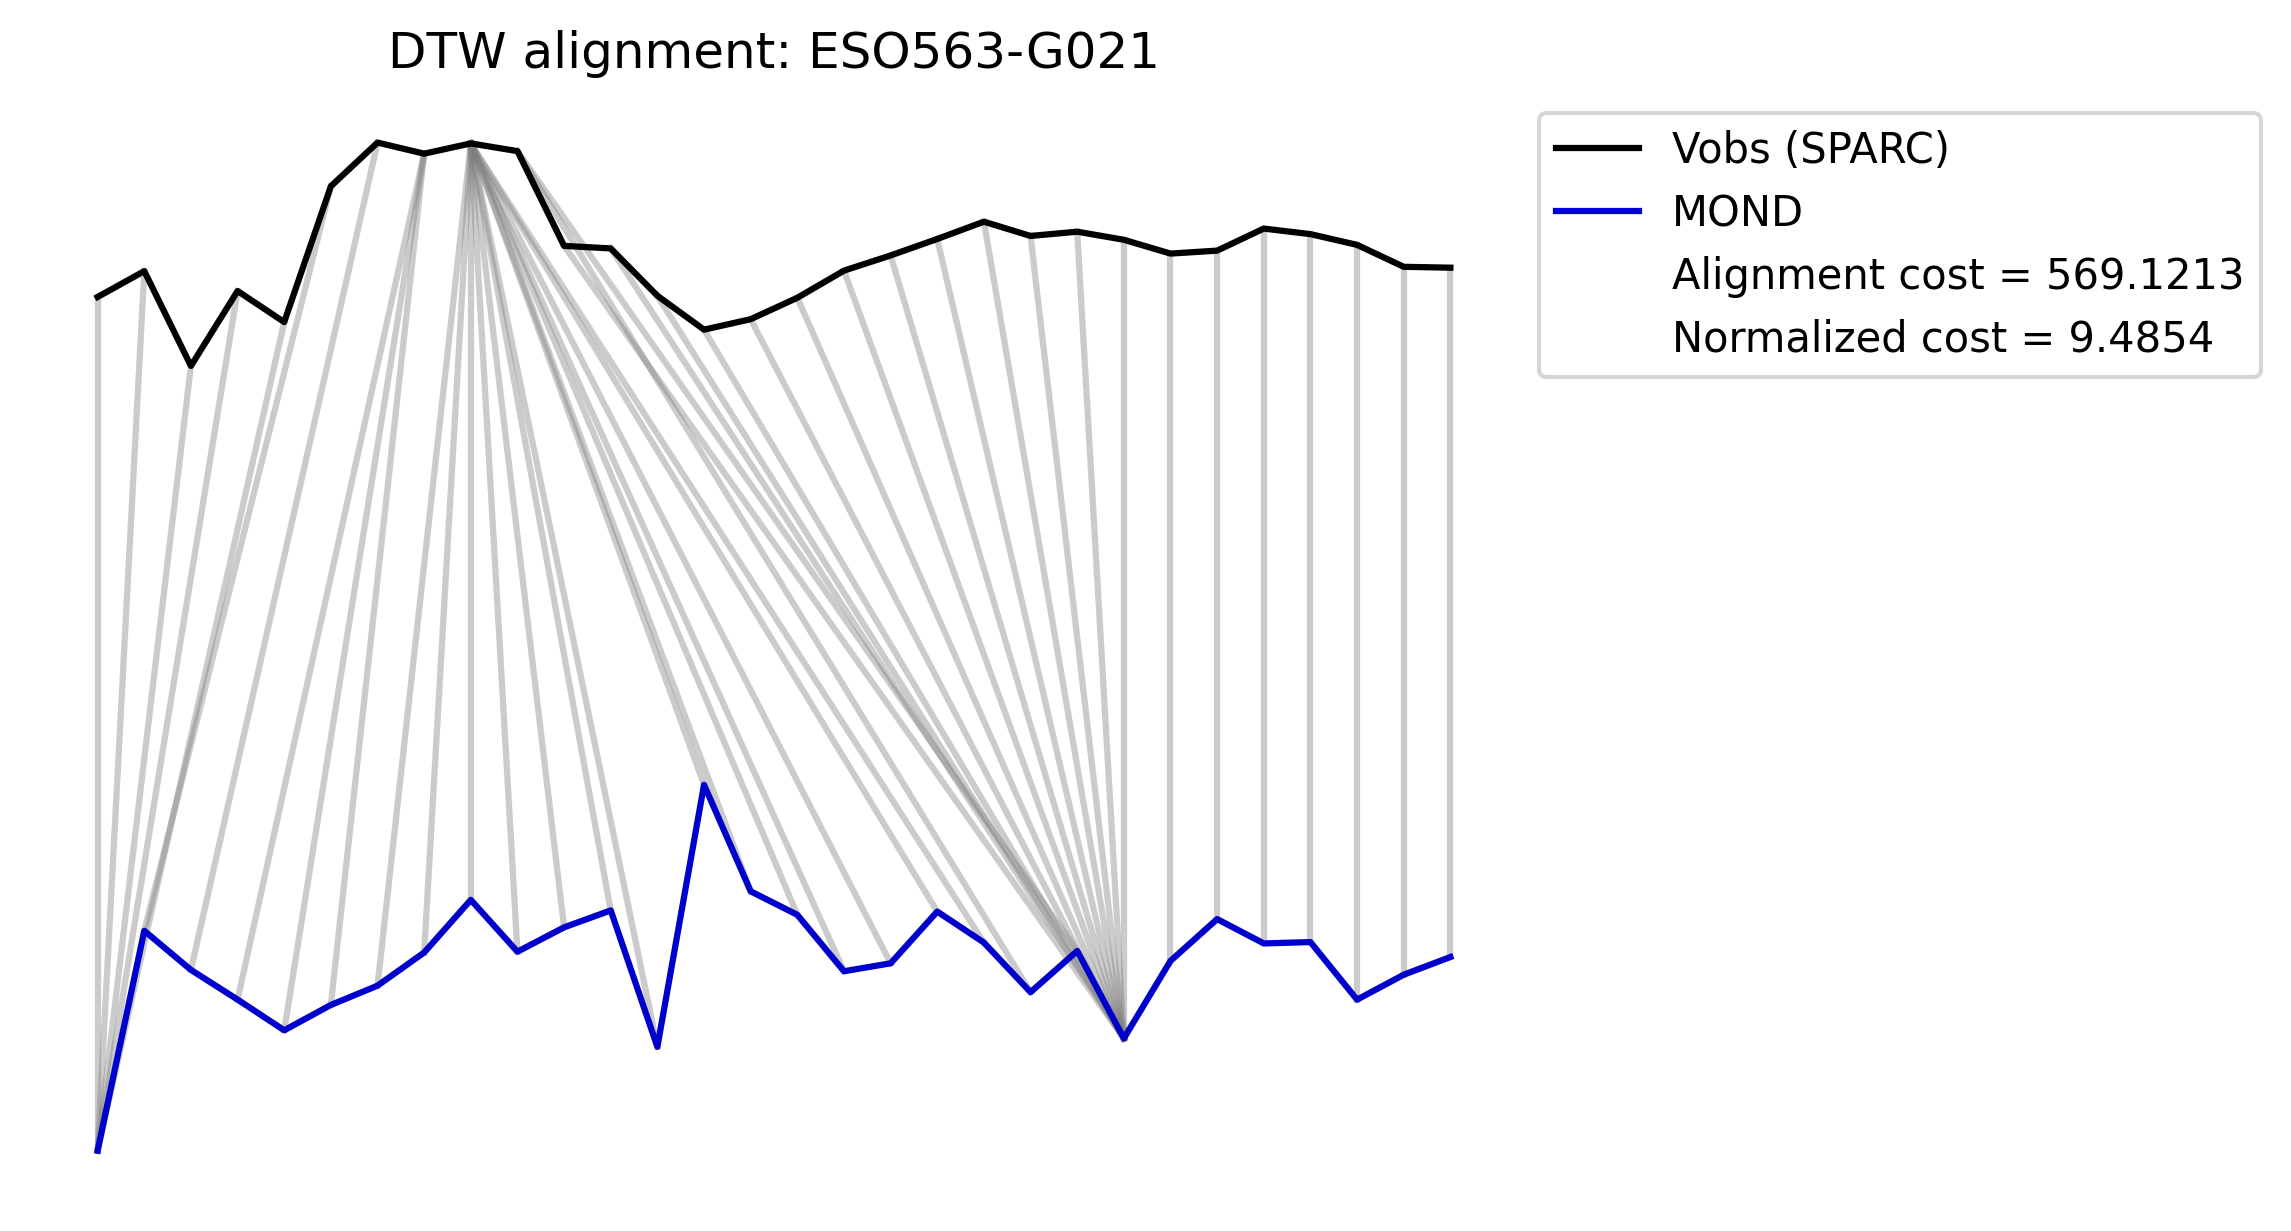 DTW alignment: ESO563-G021
Vobs (SPARC)
MOND
Alignment cost = 569.1213
Normalized cost = 9.4854